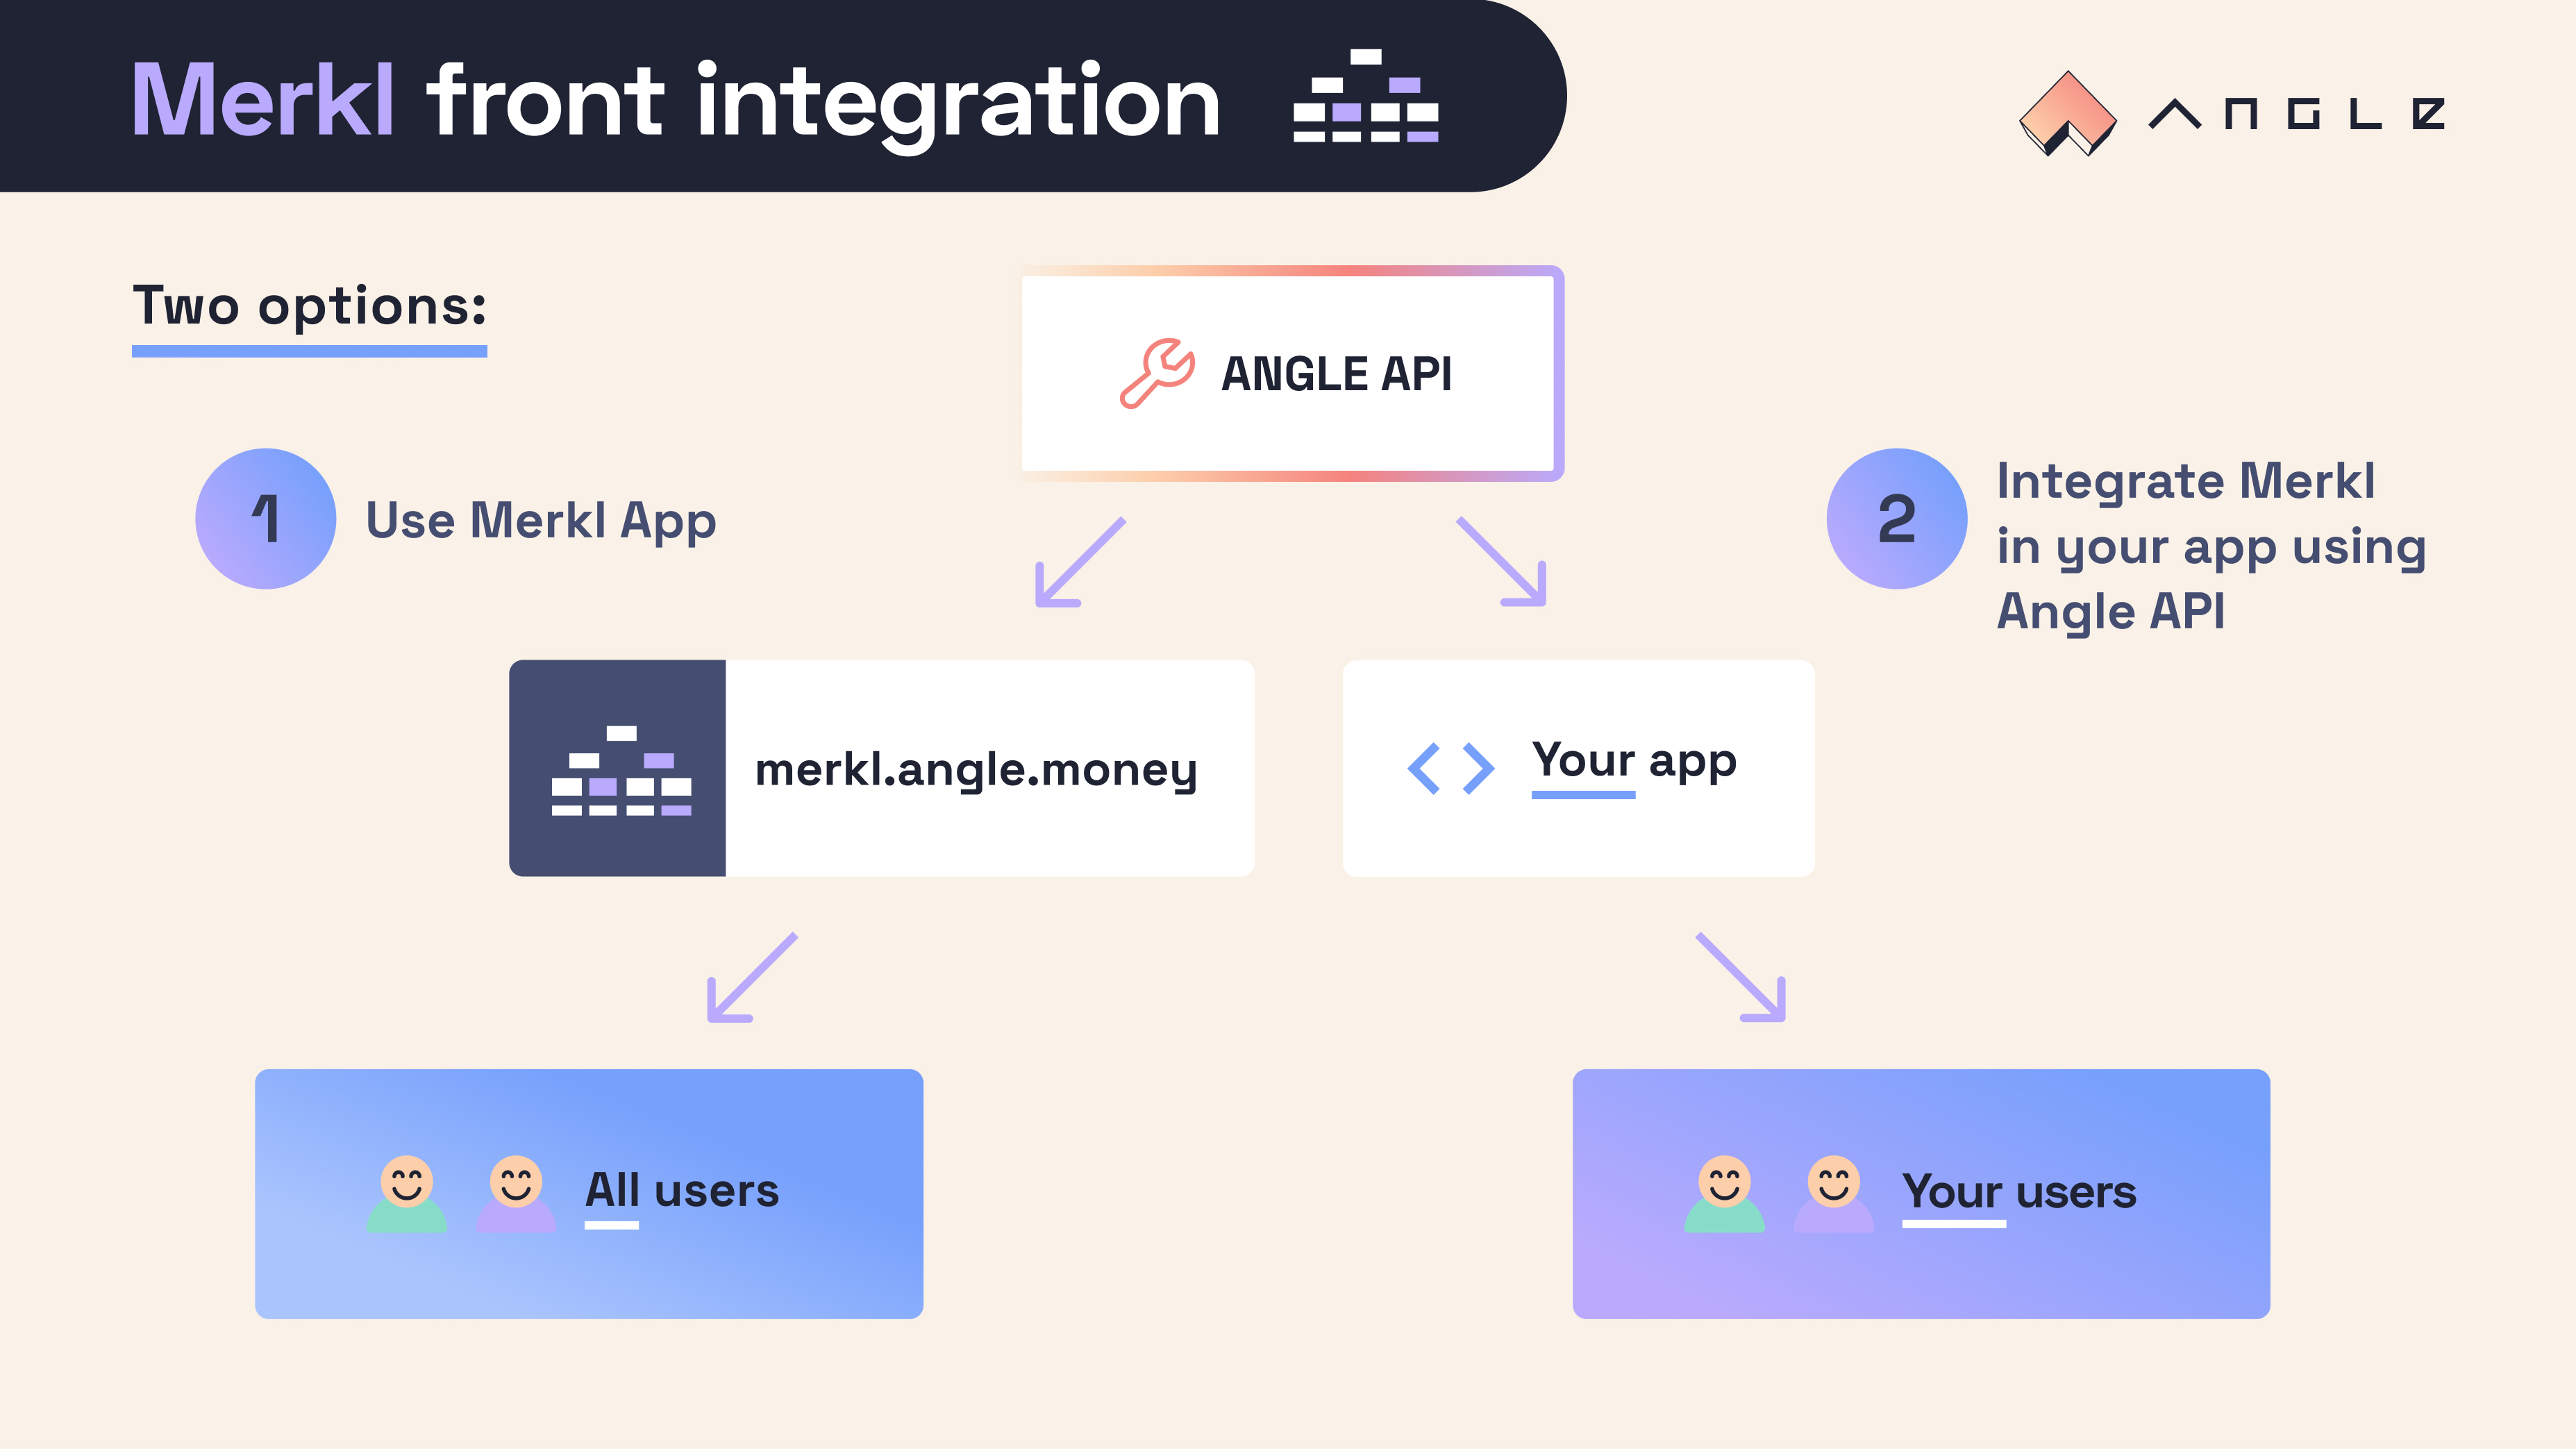 Merkl front integration
ANGLE
Two options:
ANGLE API
1
Use Merkl App
2
Integrate Merkl
in your app using
Angle API
merkl.angle.money
Your app
All users
Your users